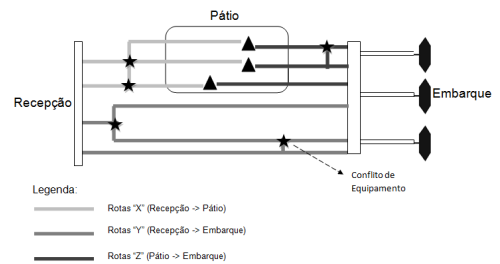 Pátio
Recepção
Embarque
Conflito de
Equipamento
Legenda:
Rotas "X" (Recepção -> Pátio)
Rotas "Y" (Recepção -> Embarque)
Rotas "Z" (Pátio -> Embarque)